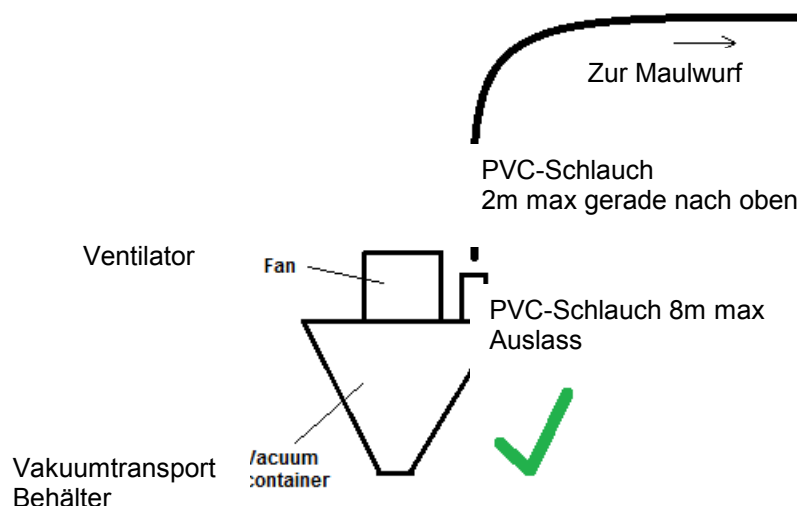 Zur Maulwurf
PVC-Schlauch
2m max gerade nach oben
Ventilator
Fan
PVC-Schlauch 8m max
Auslass
Vacuum
container
Vakuumtransport
Behälter